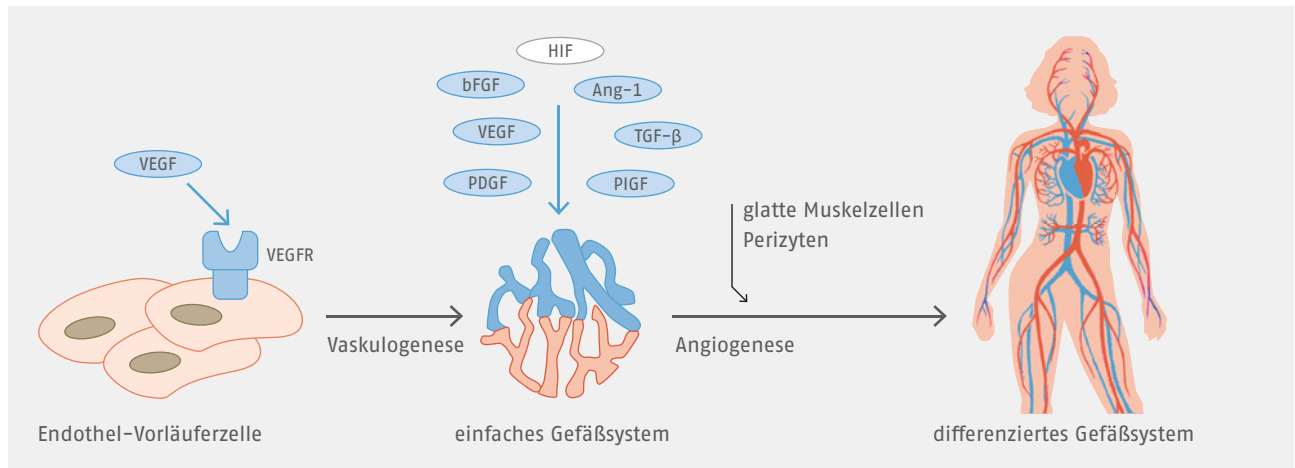 HIF
bFGF
Ang-1
VEGF
TGF-β
PDGF
PIGF
VEGF
VEGFR
glatte Muskelzellen
Perizyten
Vaskulogenese
Angiogenese
Endothel-Vorläuferzelle
einfaches Gefäßsystem
differenziertes Gefäßsystem